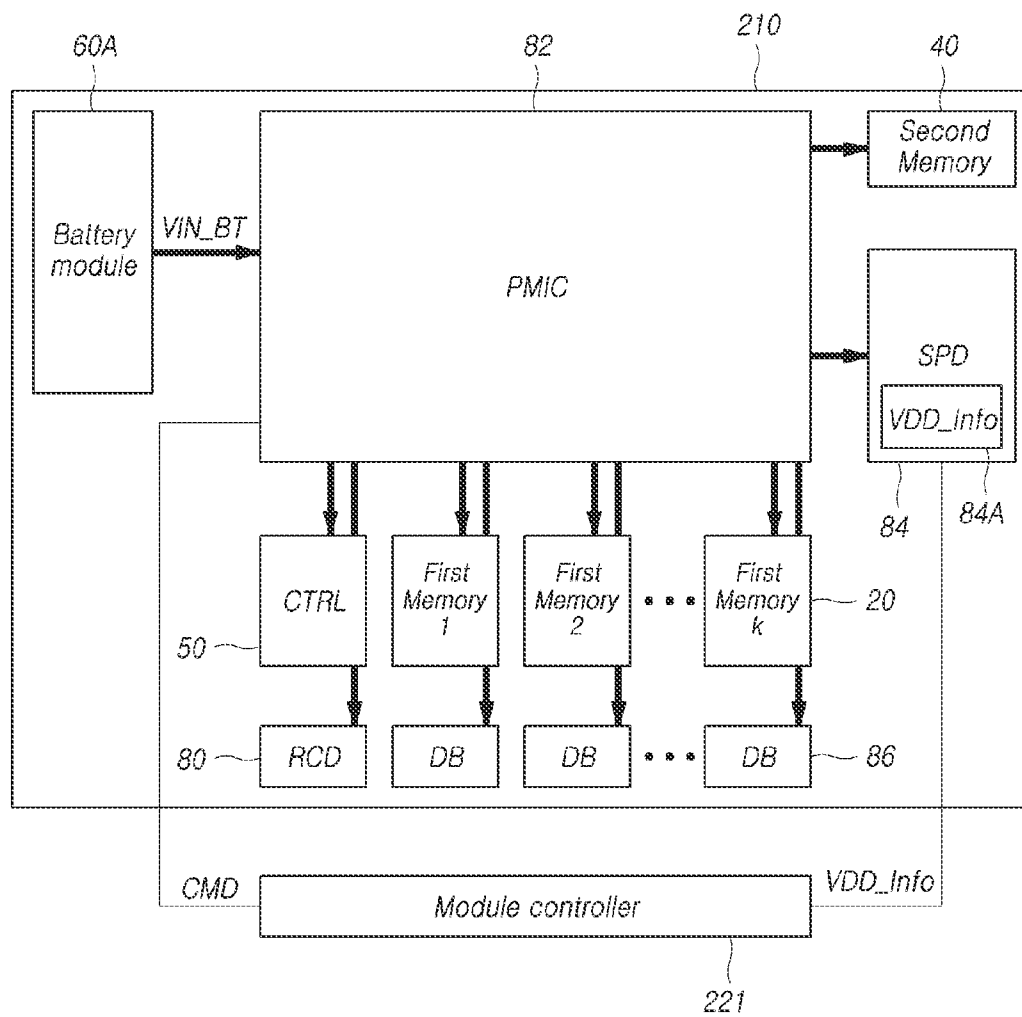 60A
82
210
40
Battery
module
VIN_BT
PMIC
Second
Memory
SPD
VDD_Info
84
84A
CTRL
First
Memory
1
First
Memory
2
First
Memory
k
20
50
80
RCD
DB
DB
DB
86
CMD
Module controller
VDD_Info
221